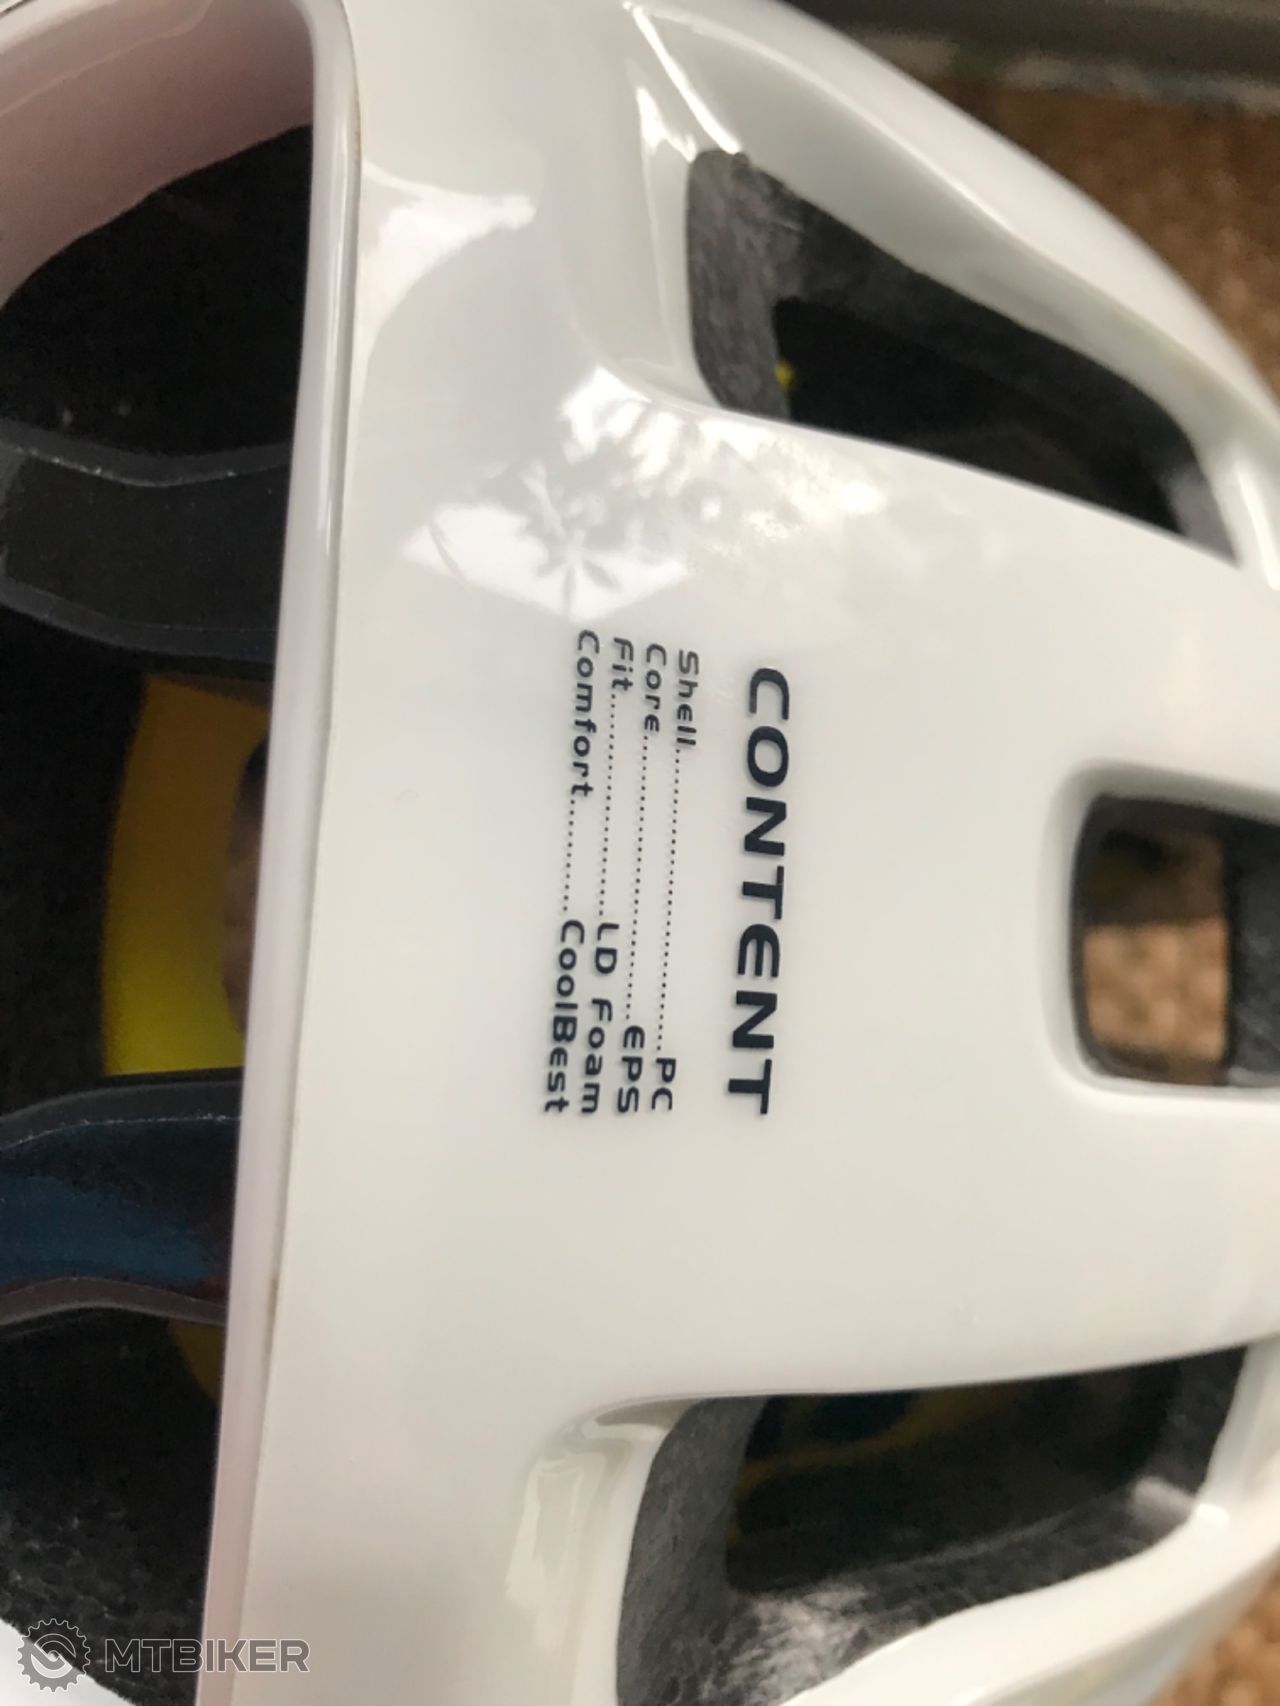 CONTENT
Shell..............................PC
Core............................EPS
Fit......................LD Foam
Comfort..........CoolBest
MTBIKER